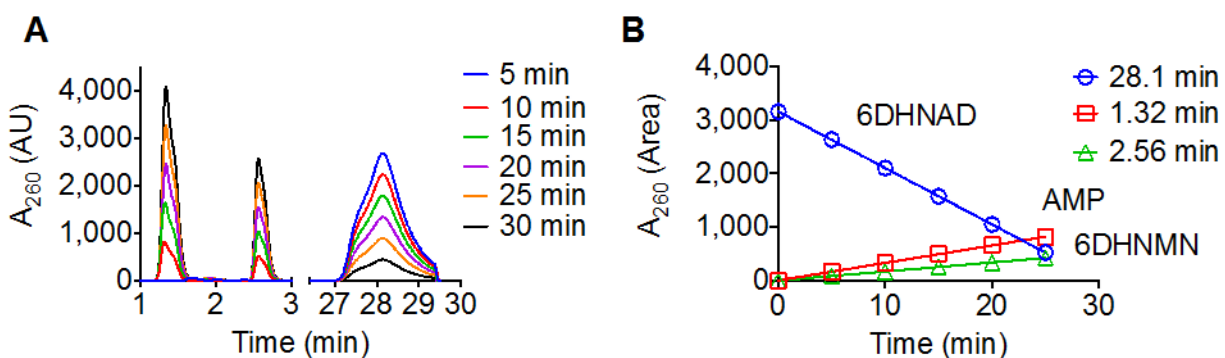 A
A260 (AU)
4,000
3,000
2,000
1,000
0
1 2 3 27 28 29 30
Time (min)
5 min
10 min
15 min
20 min
25 min
30 min
B
A260 (Area)
4,000
3,000
2,000
1,000
0
0 10 20 30
Time (min)
28.1 min
1.32 min
2.56 min
6DHNAD
AMP
6DHNMN